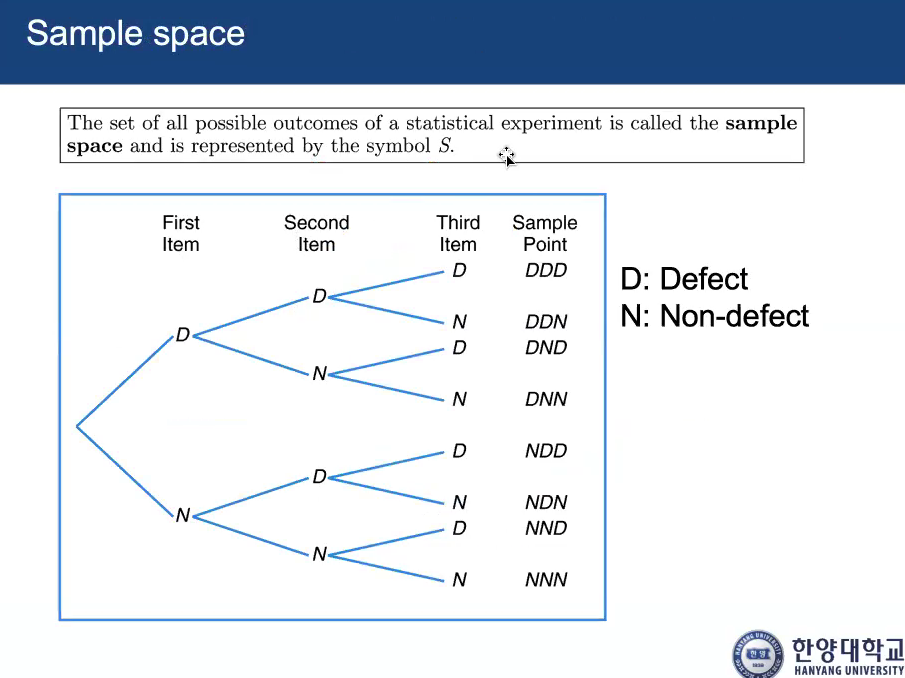 Sample space
The set of all possible outcomes of a statistical experiment is called the sample
space and is represented by the symbol S.
First Second Third Sample
Item Item Item Point
D DDD
D
N DDN
D
D DND
N
N DNN
D NDD
D
N NDN
N
D NND
N
N NNN
D: Defect
N: Non-defect
한양대학교
HANYANG UNIVERSITY
HANYANG UNIVERSITY
한양
1939